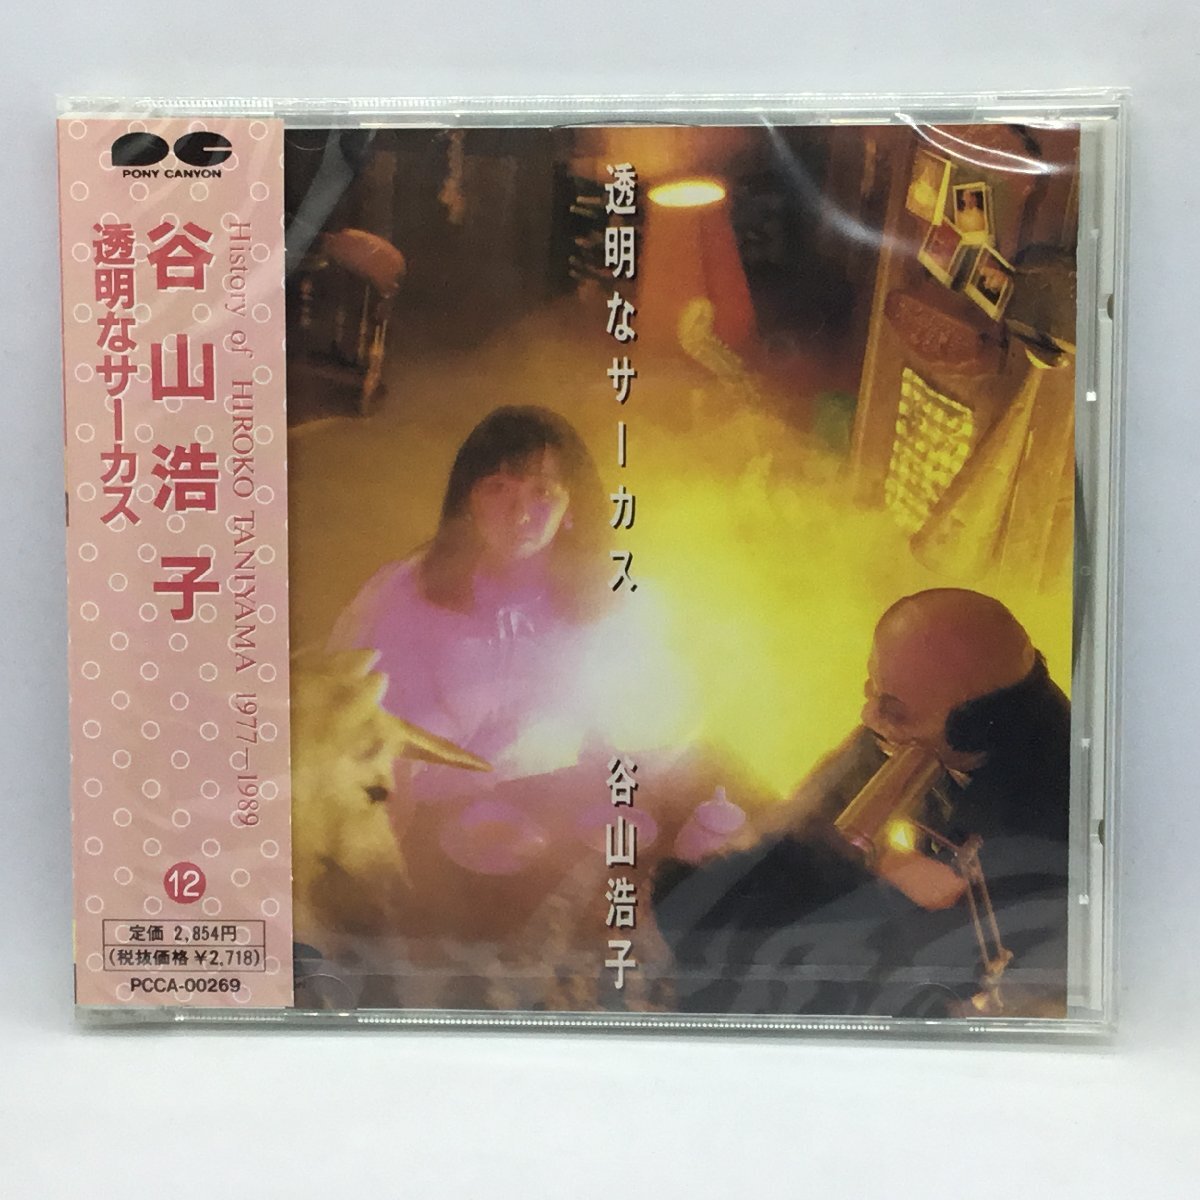 PONY CANYON
History of HIROKO TANIYAMA 1977—1989
谷山浩子
透明なサーカス
12
定価 2,854円
(税抜価格 ¥2,718)
PCCA-00269
透明なサーカス 谷山浩子